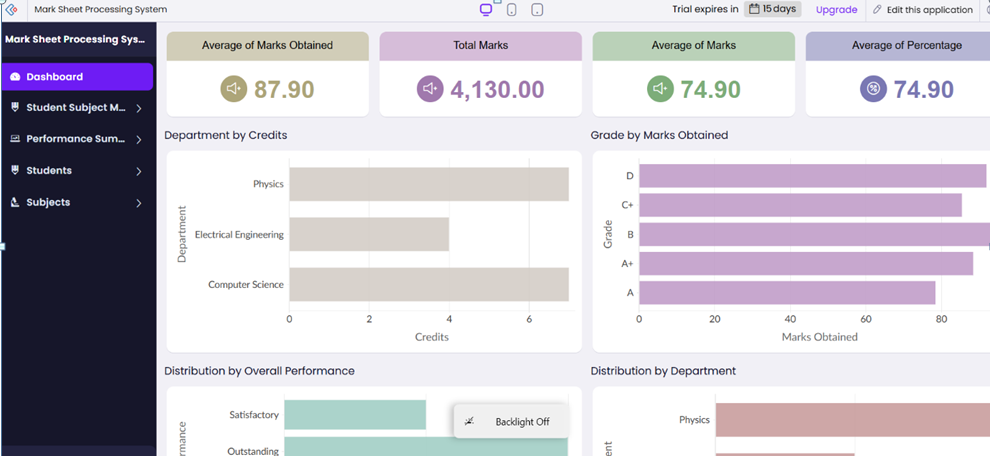 Mark Sheet Processing System
Trial expires in
15 days
Upgrade
Edit this application
Mark Sheet Processing Sys...
Dashboard
Student Subject M...
Performance Sum...
Students
Subjects
Average of Marks Obtained
87.90
Total Marks
4,130.00
Average of Marks
74.90
Average of Percentage
74.90
Department by Credits
Department
Physics
Electrical Engineering
Computer Science
0 2 4 6
Credits
Grade by Marks Obtained
Grade
D
C+
B
A+
A
0 20 40 60 80
Marks Obtained
Distribution by Overall Performance
Satisfactory
Outstanding
Backlight Off
Distribution by Department
Physics